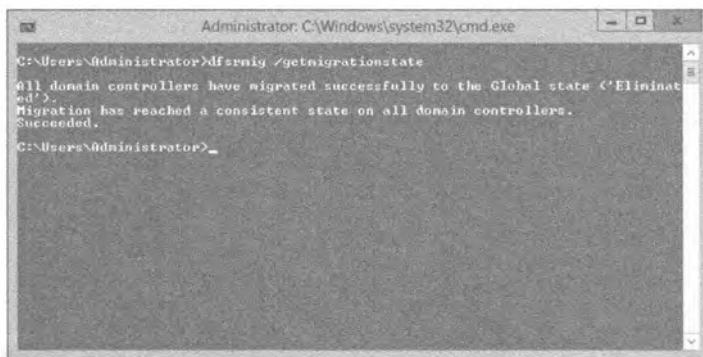 Administrator: C:\Windows\system32\cmd.exe
C:\Users\Administrator>dfsrmig /getmigrationstate
All domain controllers have migrated successfully to the Global state ('Eliminat
ed').
Migration has reached a consistent state on all domain controllers.
Succeeded.
C:\Users\Administrator>_